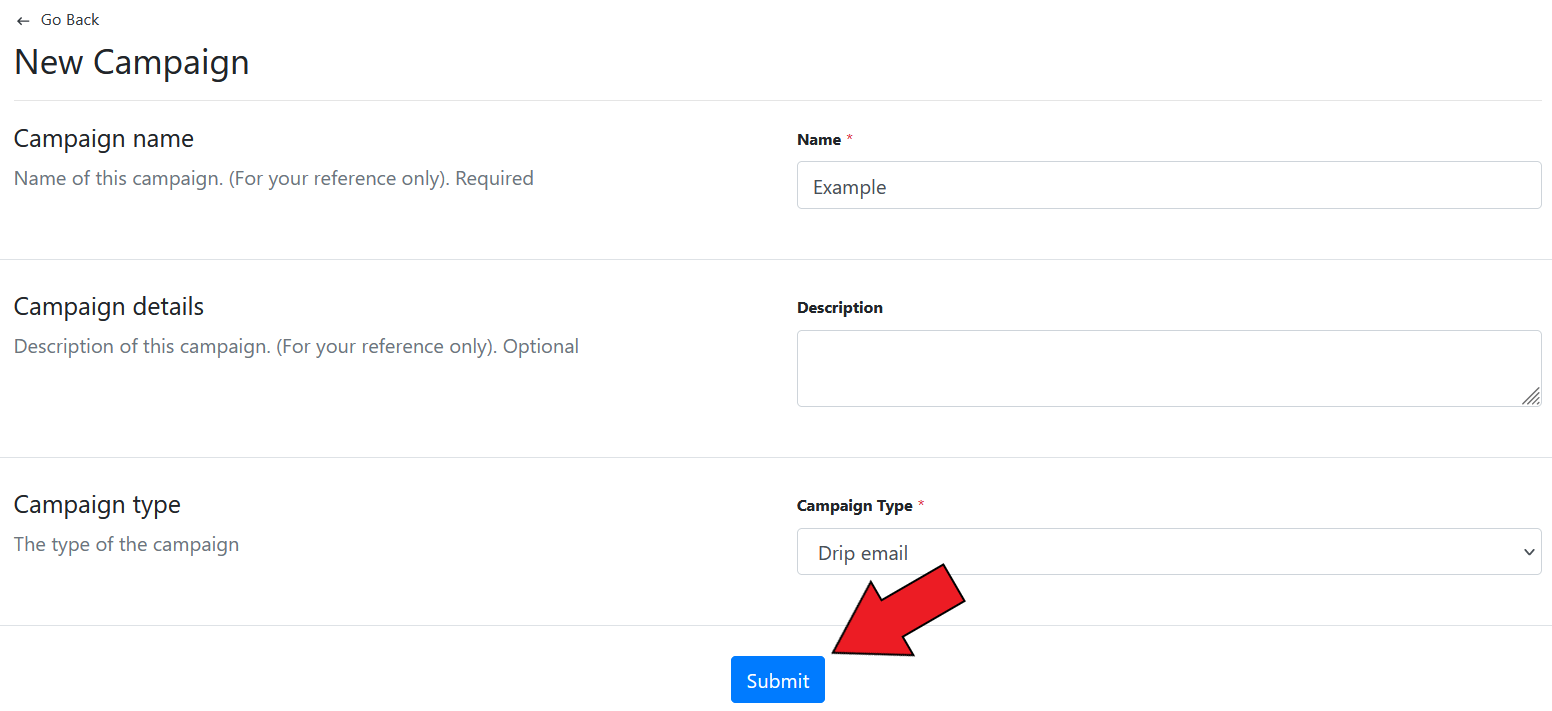 ← Go Back
New Campaign
Campaign name
Name *
Name of this campaign. (For your reference only). Required
Example
Campaign details
Description
Description of this campaign. (For your reference only). Optional
Campaign type
Campaign Type *
The type of the campaign
Drip email
Submit